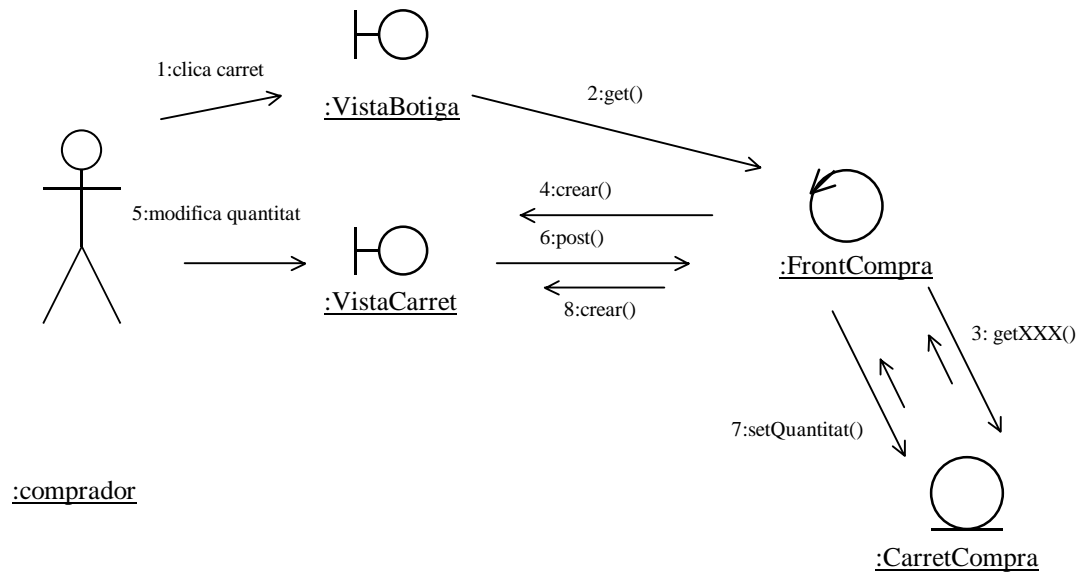 1:clica carret
:VistaBotiga
2:get()
4:crear()
5:modifica quantitat
6:post()
:FrontCompra
:VistaCarret
8:crear()
3: getXXX()
7:setQuantitat()
:comprador
:CarretCompra